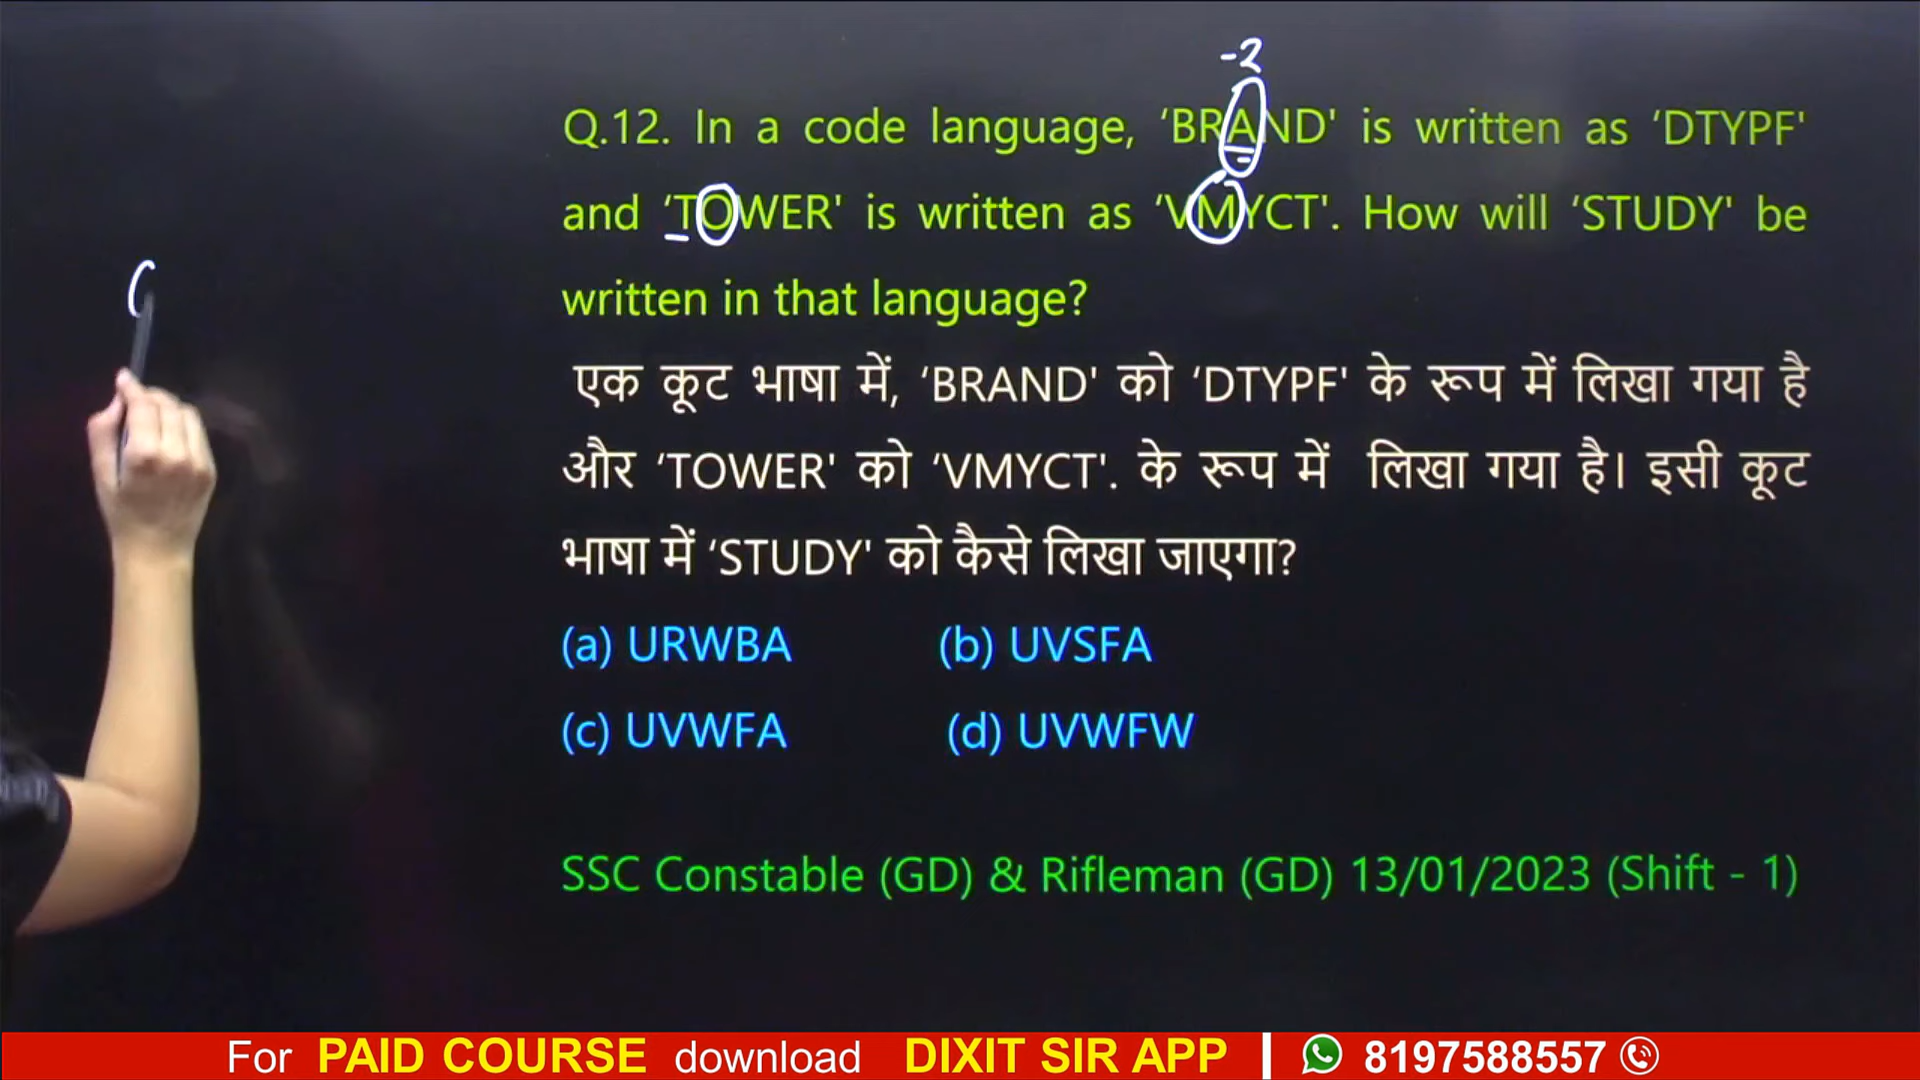 -2
Q.12. In a code language, ‘BRAND' is written as ‘DTYPF'
and ‘TOWER' is written as ‘VMYCT'. How will ‘STUDY' be
written in that language?
एक कूट भाषा में, ‘BRAND' को ‘DTYPF' के रूप में लिखा गया है
और ‘TOWER' को ‘VMYCT'. के रूप में लिखा गया है। इसी कूट
भाषा में ‘STUDY' को कैसे लिखा जाएगा?
(a) URWBA (b) UVSFA
(c) UVWFA (d) UVWFW
SSC Constable (GD) & Rifleman (GD) 13/01/2023 (Shift - 1)
For PAID COURSE download DIXIT SIR APP | 8197588557